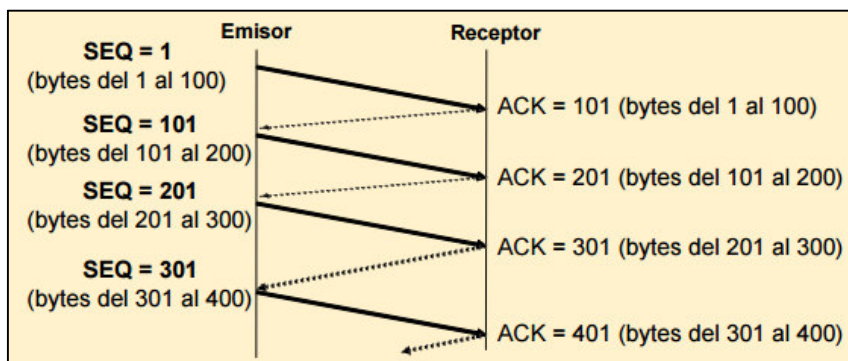 Emisor
Receptor
SEQ = 1
(bytes del 1 al 100)
ACK = 101 (bytes del 1 al 100)
SEQ = 101
(bytes del 101 al 200)
ACK = 201 (bytes del 101 al 200)
SEQ = 201
(bytes del 201 al 300)
ACK = 301 (bytes del 201 al 300)
SEQ = 301
(bytes del 301 al 400)
ACK = 401 (bytes del 301 al 400)